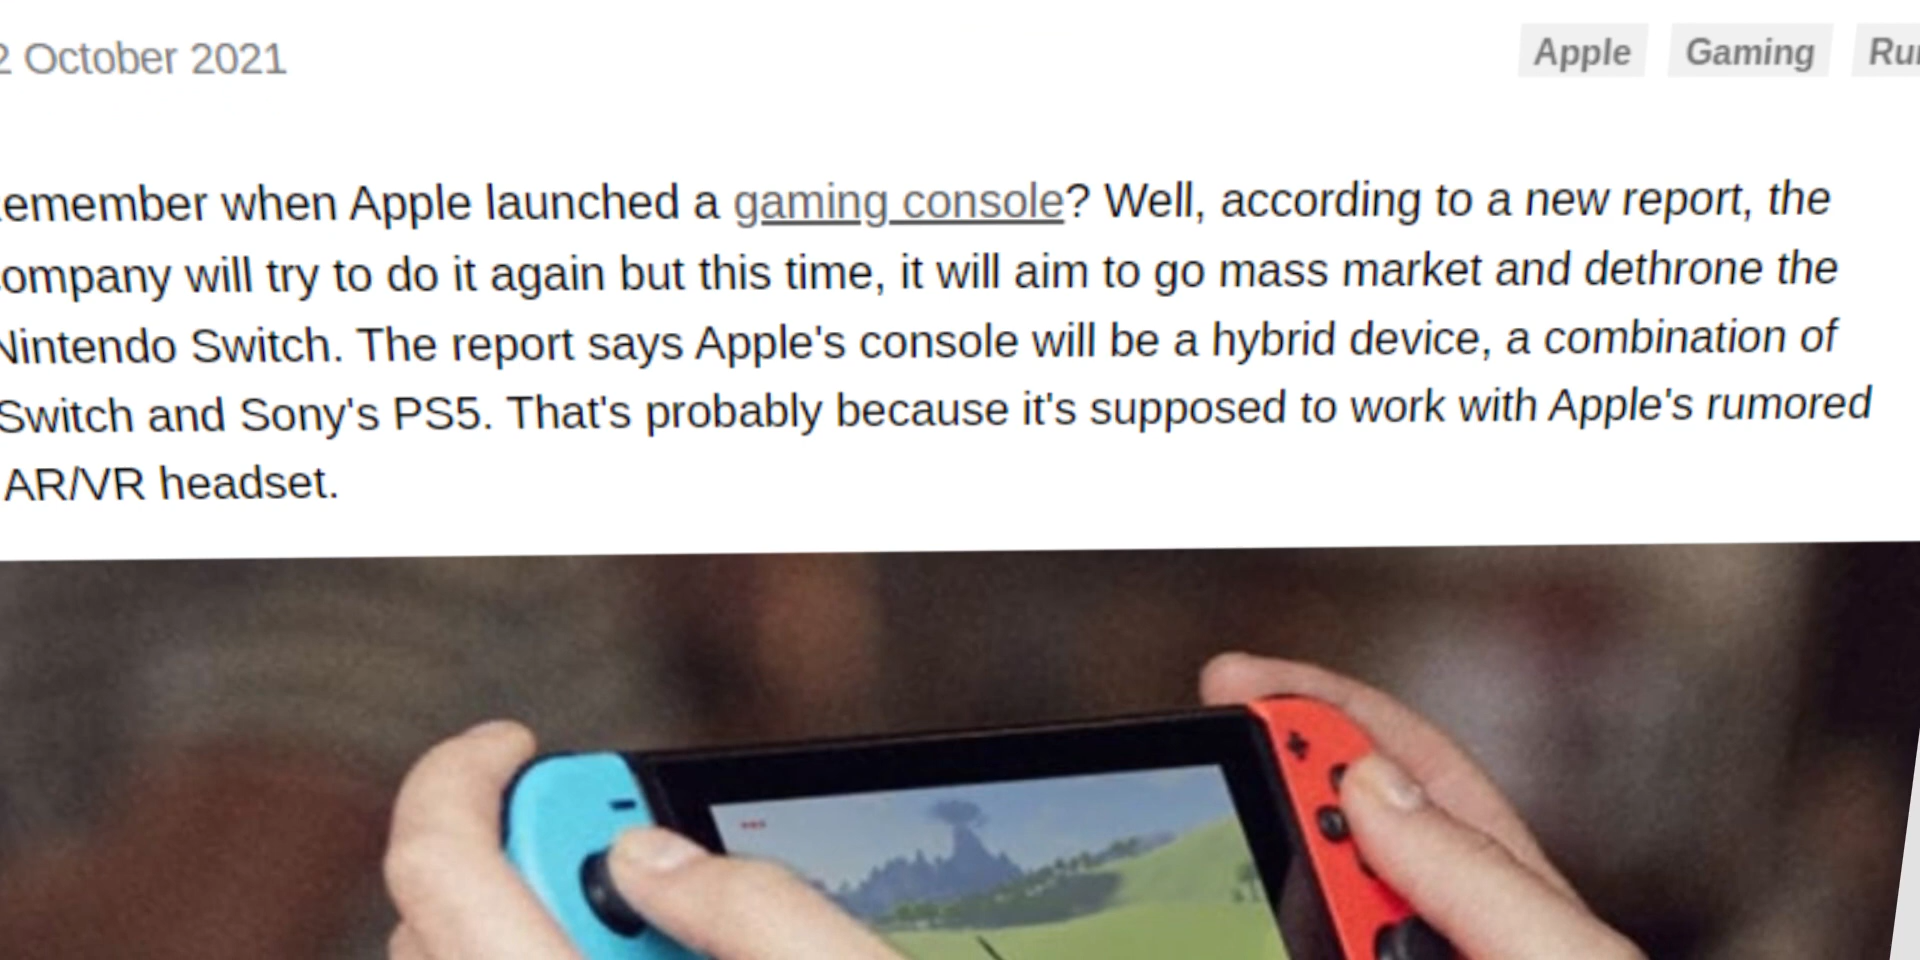 2 October 2021
Apple Gaming
emember when Apple launched a gaming console? Well, according to a new report, the
ompany will try to do it again but this time, it will aim to go mass market and dethrone the
Nintendo Switch. The report says Apple's console will be a hybrid device, a combination of
Switch and Sony's PS5. That's probably because it's supposed to work with Apple's rumored
AR/VR headset.